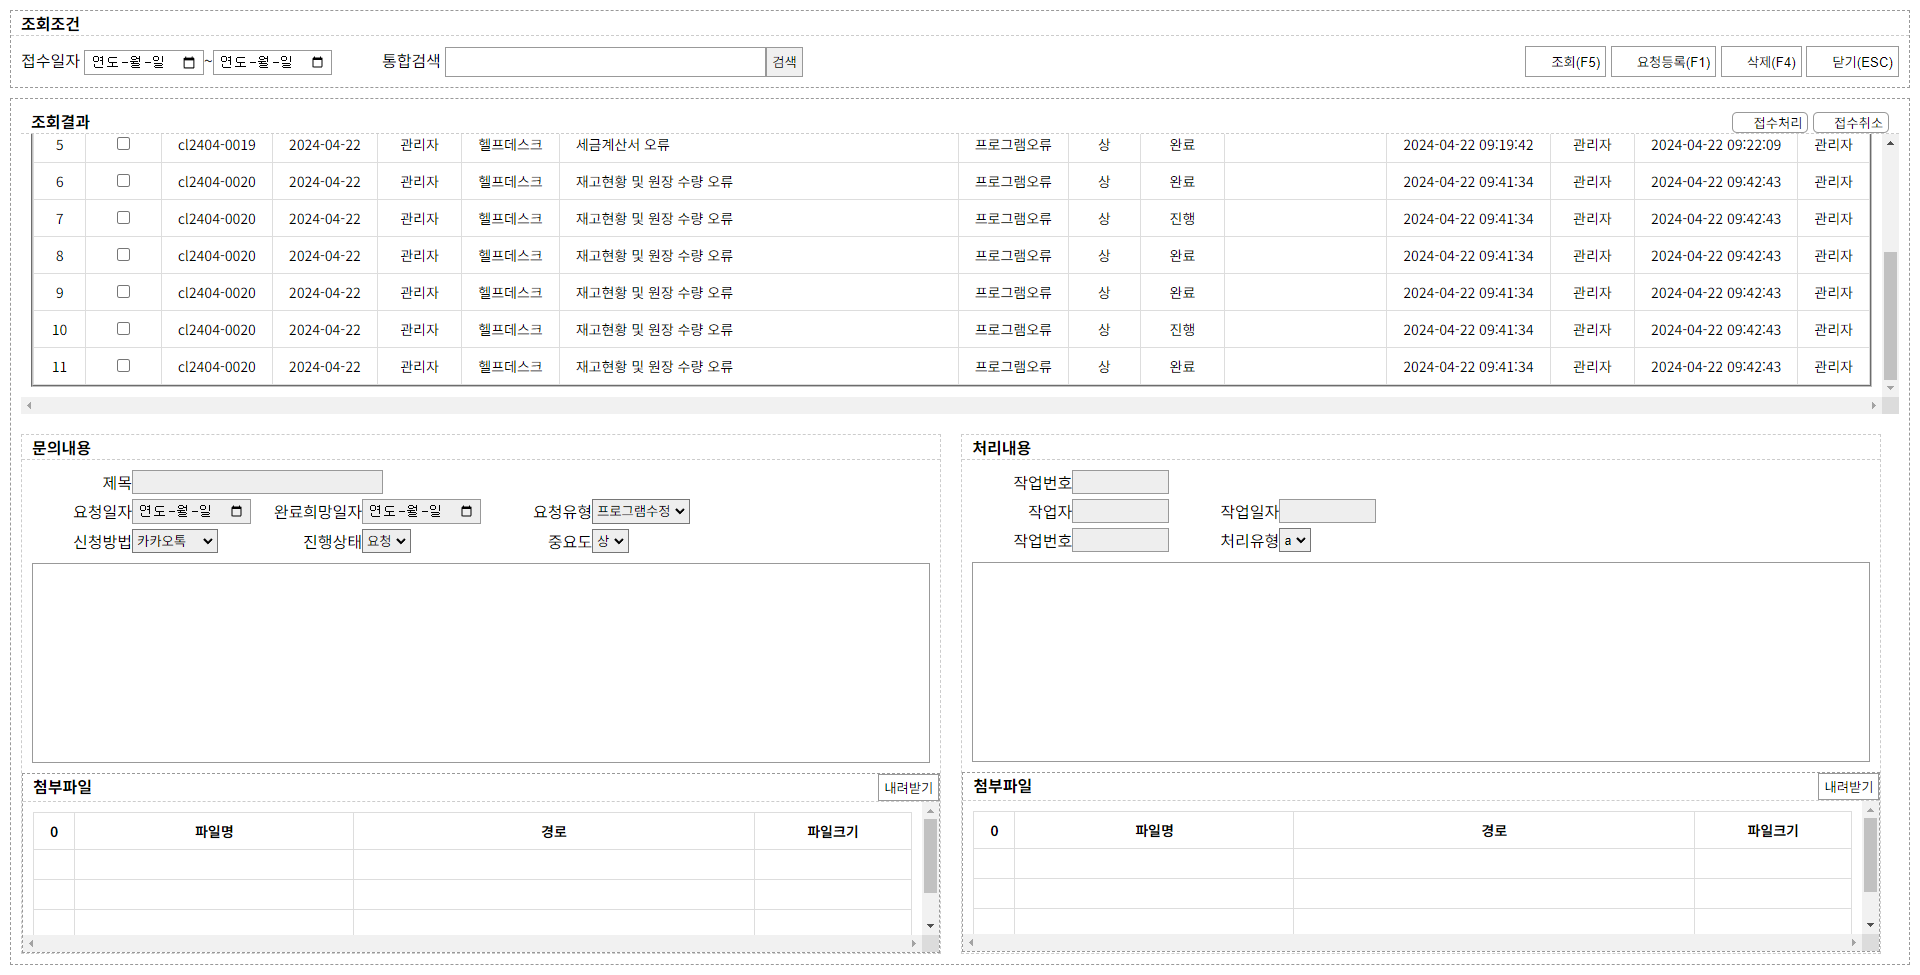 조회조건
접수일자 연도-월-일 ~ 연도-월-일 통합검색 검색 조회(F5) 요청등록(F1) 삭제(F4) 닫기(ESC)
조회결과 접수처리 접수취소
5 cl2404-0019 2024-04-22 관리자 헬프데스크 세금계산서 오류 프로그램오류 상 완료 2024-04-22 09:19:42 관리자 2024-04-22 09:22:09 관리자
6 cl2404-0020 2024-04-22 관리자 헬프데스크 재고현황 및 원장 수량 오류 프로그램오류 상 완료 2024-04-22 09:41:34 관리자 2024-04-22 09:42:43 관리자
7 cl2404-0020 2024-04-22 관리자 헬프데스크 재고현황 및 원장 수량 오류 프로그램오류 상 진행 2024-04-22 09:41:34 관리자 2024-04-22 09:42:43 관리자
8 cl2404-0020 2024-04-22 관리자 헬프데스크 재고현황 및 원장 수량 오류 프로그램오류 상 완료 2024-04-22 09:41:34 관리자 2024-04-22 09:42:43 관리자
9 cl2404-0020 2024-04-22 관리자 헬프데스크 재고현황 및 원장 수량 오류 프로그램오류 상 완료 2024-04-22 09:41:34 관리자 2024-04-22 09:42:43 관리자
10 cl2404-0020 2024-04-22 관리자 헬프데스크 재고현황 및 원장 수량 오류 프로그램오류 상 진행 2024-04-22 09:41:34 관리자 2024-04-22 09:42:43 관리자
11 cl2404-0020 2024-04-22 관리자 헬프데스크 재고현황 및 원장 수량 오류 프로그램오류 상 완료 2024-04-22 09:41:34 관리자 2024-04-22 09:42:43 관리자
문의내용
제목
요청일자 연도-월-일 완료희망일자 연도-월-일 요청유형 프로그램수정
신청방법 카카오톡 진행상태 요청 중요도 상
첨부파일 내려받기
0 파일명 경로 파일크기
처리내용
작업번호
작업자 작업일자
작업번호 처리유형 a
첨부파일 내려받기
0 파일명 경로 파일크기